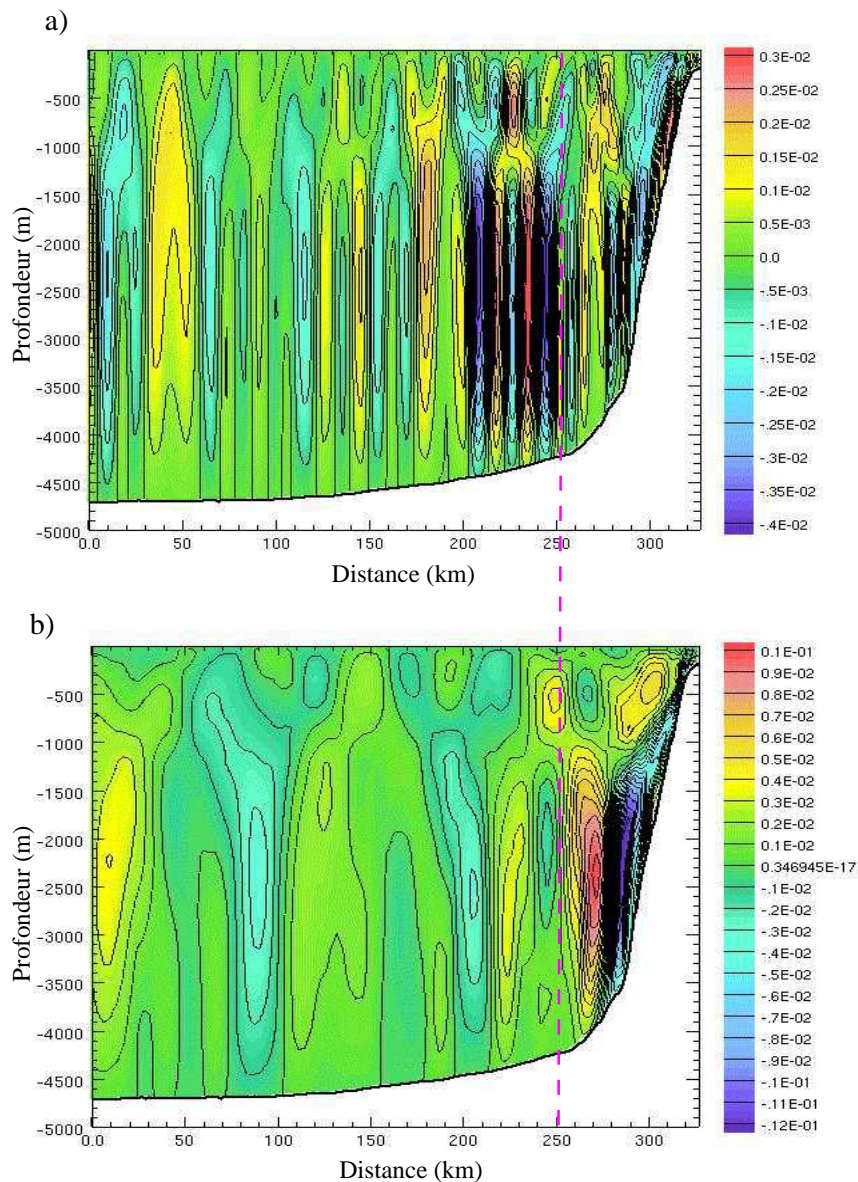 a)
0.3E-02
0.25E-02
0.2E-02
0.15E-02
0.1E-02
0.5E-03
0.0
-.5E-03
-.1E-02
-.15E-02
-.2E-02
-.25E-02
-.3E-02
-.35E-02
-.4E-02
Profondeur (m)
-500
-1000
-1500
-2000
-2500
-3000
-3500
-4000
-4500
-5000
0.0 50 100 150 200 250 300
Distance (km)
b)
0.1E-01
0.9E-02
0.8E-02
0.7E-02
0.6E-02
0.5E-02
0.4E-02
0.3E-02
0.2E-02
0.1E-02
0.346945E-17
-.1E-02
-.2E-02
-.3E-02
-.4E-02
-.5E-02
-.6E-02
-.7E-02
-.8E-02
-.9E-02
-.1E-01
-.11E-01
-.12E-01
Profondeur (m)
-500
-1000
-1500
-2000
-2500
-3000
-3500
-4000
-4500
-5000
0.0 50 100 150 200 250 300
Distance (km)